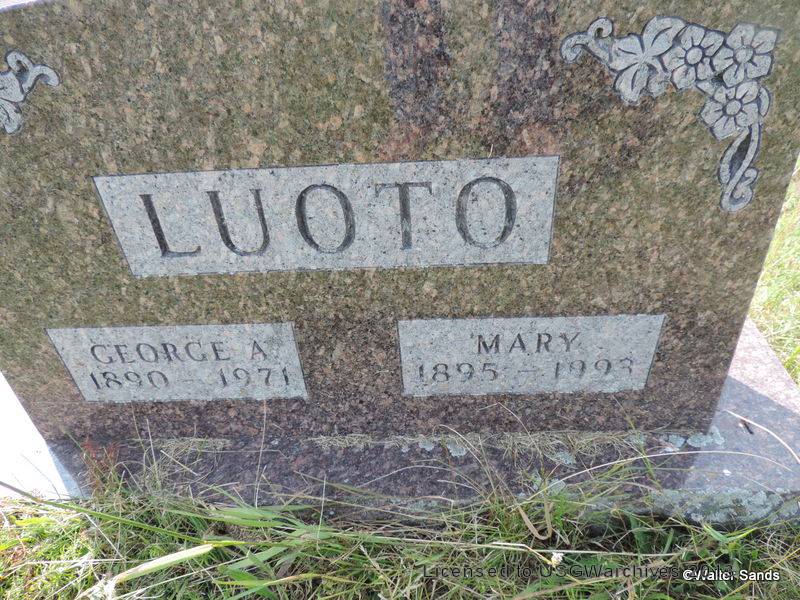 LUOTO
GEORGE A
1890 - 1971
MARY
1895 - 1993
Licensed to USGWarchives
©Walter Sands